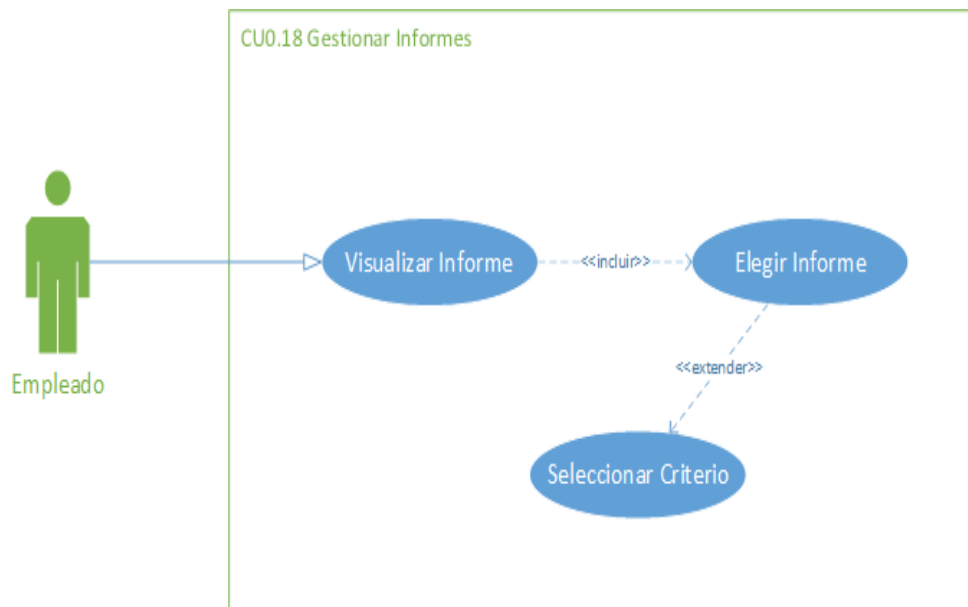 CU0.18 Gestionar Informes
Visualizar Informe
<<incluir>>
Elegir Informe
<<extender>>
Empleado
Seleccionar Criterio